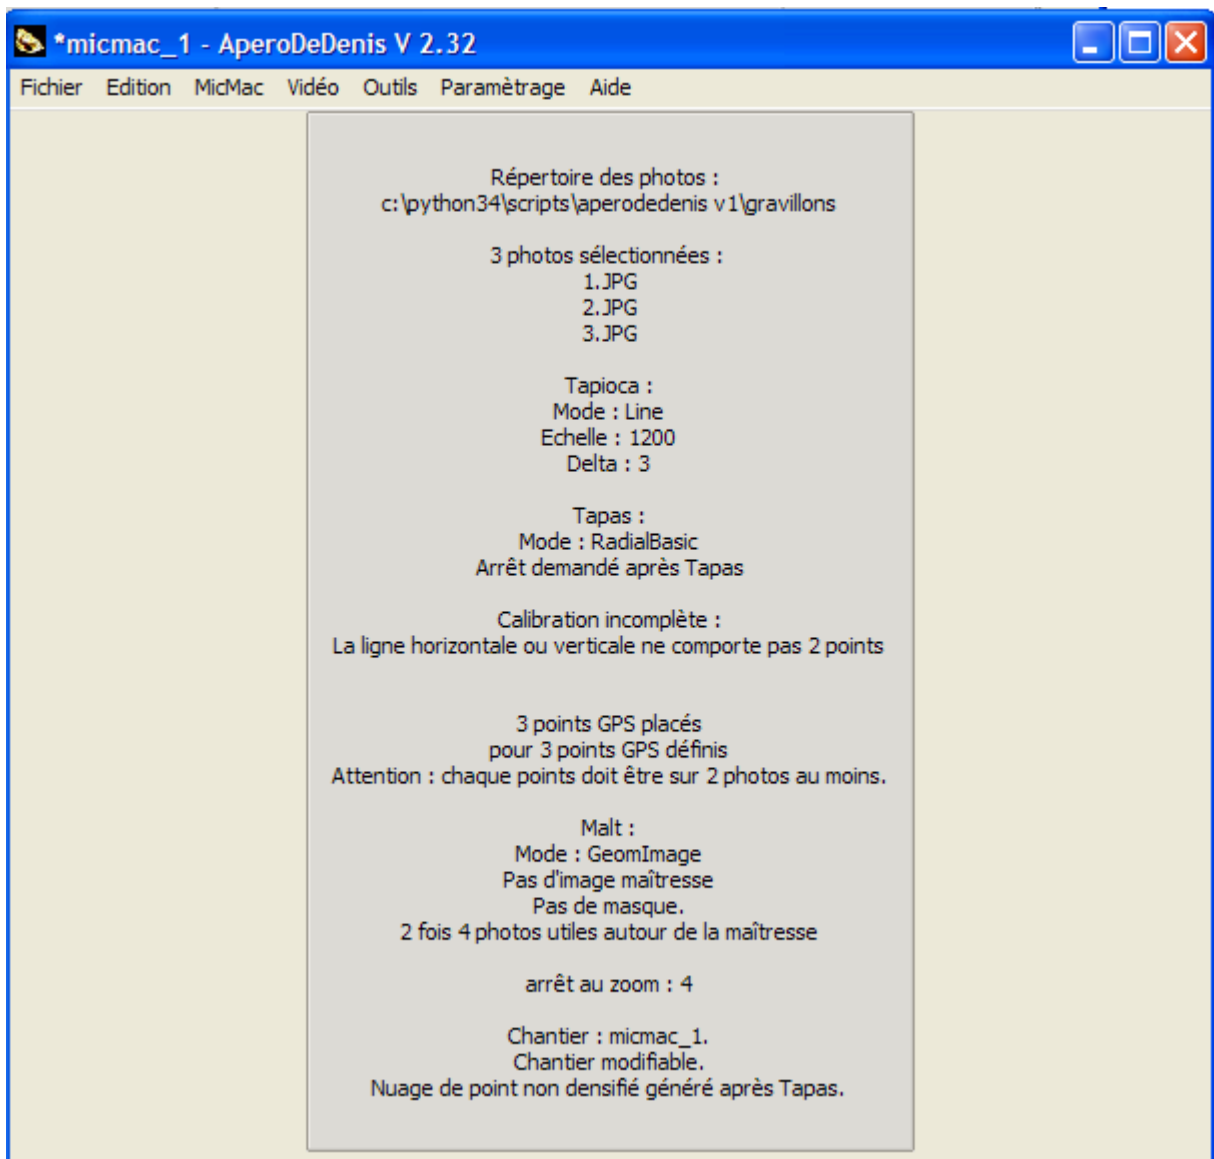 *micmac_1 - AperoDeDenis V 2.32
Fichier Edition MicMac Vidéo Outils Paramètrage Aide
Répertoire des photos :
c:\python34\scripts\aperodedenis v1\gravillons
3 photos sélectionnées :
1.JPG
2.JPG
3.JPG
Tapioca :
Mode : Line
Echelle : 1200
Delta : 3
Tapas :
Mode : RadialBasic
Arrêt demandé après Tapas
Calibration incomplète :
La ligne horizontale ou verticale ne comporte pas 2 points
3 points GPS placés
pour 3 points GPS définis
Attention : chaque points doit être sur 2 photos au moins.
Malt :
Mode : GeomImage
Pas d'image maîtresse
Pas de masque.
2 fois 4 photos utiles autour de la maîtresse
arrêt au zoom : 4
Chantier : micmac_1.
Chantier modifiable.
Nuage de point non densifié généré après Tapas.